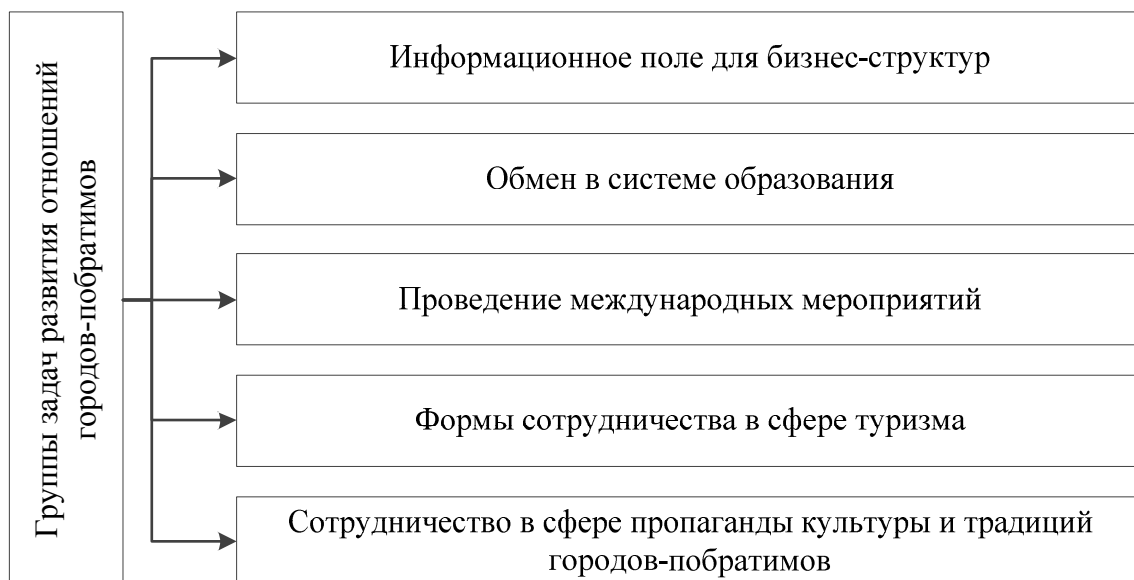 Группы задач развития отношений
городов-побратимов
Информационное поле для бизнес-структур
Обмен в системе образования
Проведение международных мероприятий
Формы сотрудничества в сфере туризма
Сотрудничество в сфере пропаганды культуры и традиций
городов-побратимов